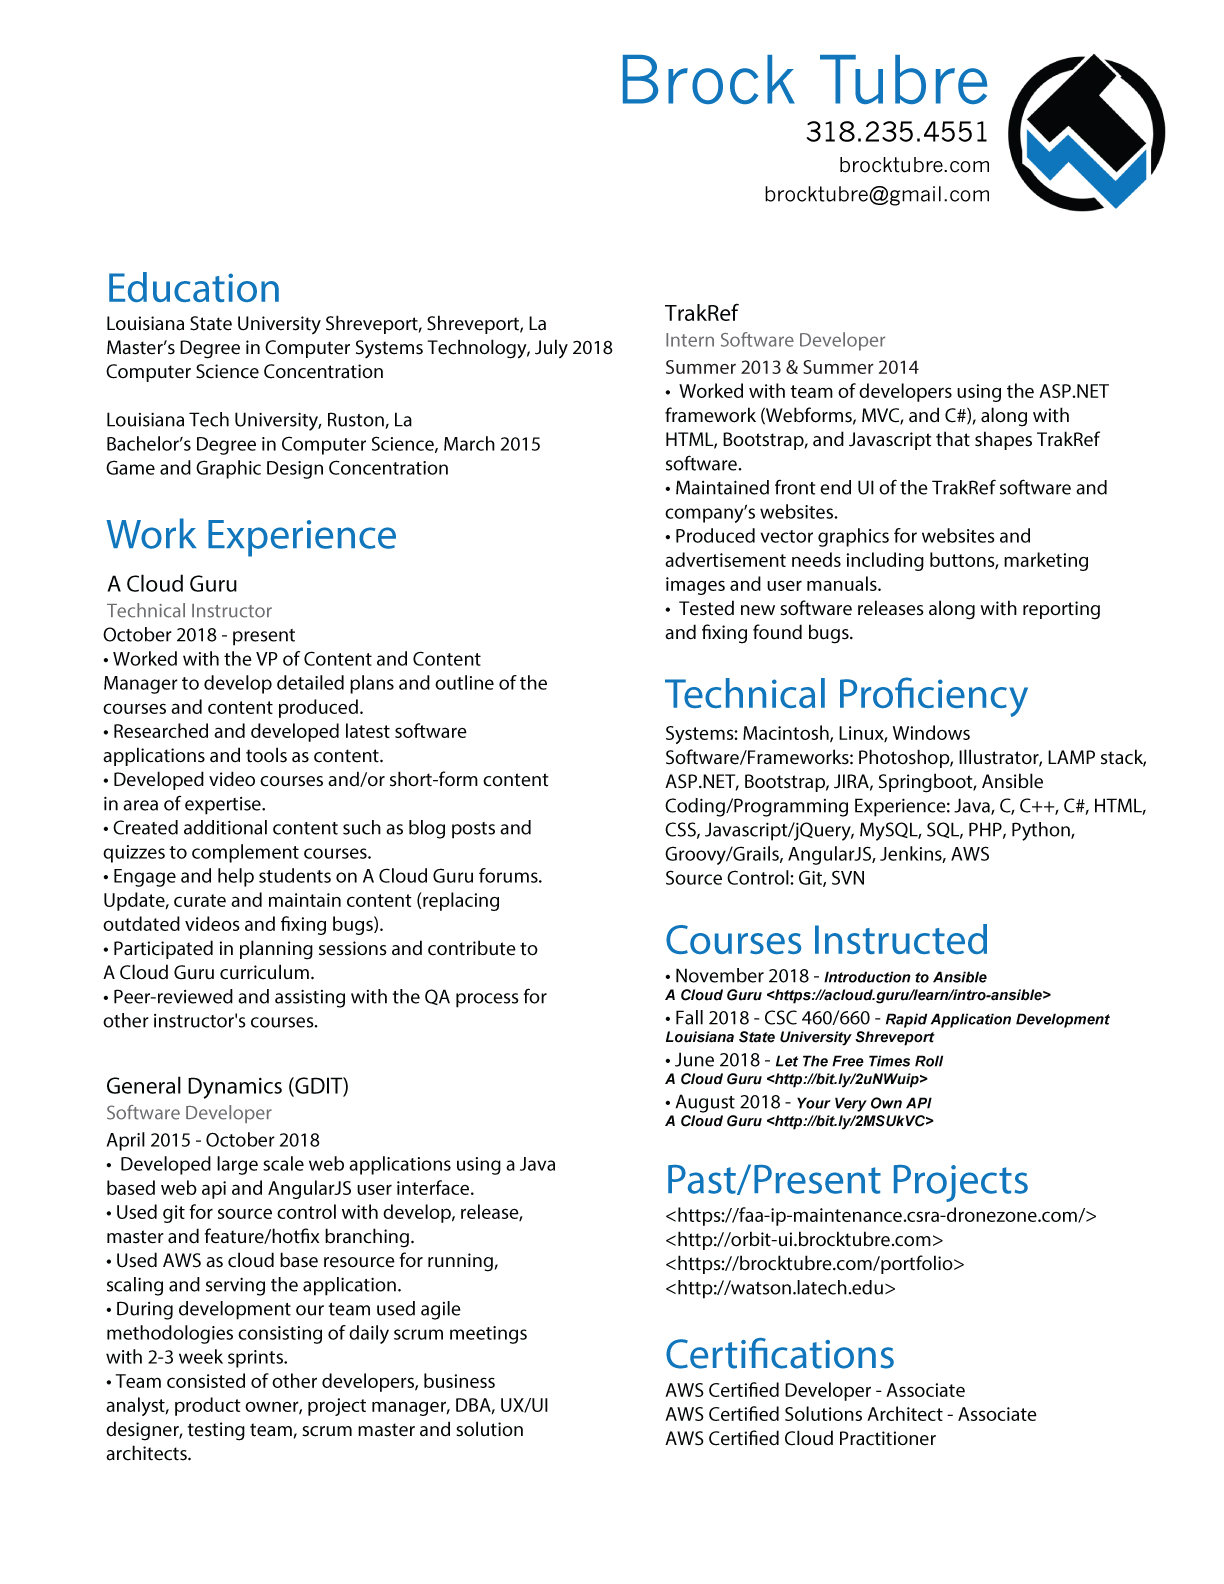 Brock Tubre
318.235.4551
brocktubre.com
brocktubre@gmail.com
Education
Louisiana State University Shreveport, Shreveport, La
Master’s Degree in Computer Systems Technology, July 2018
Computer Science Concentration
Louisiana Tech University, Ruston, La
Bachelor’s Degree in Computer Science, March 2015
Game and Graphic Design Concentration
Work Experience
A Cloud Guru
Technical Instructor
October 2018 - present
• Worked with the VP of Content and Content
Manager to develop detailed plans and outline of the
courses and content produced.
• Researched and developed latest software
applications and tools as content.
• Developed video courses and/or short-form content
in area of expertise.
• Created additional content such as blog posts and
quizzes to complement courses.
• Engage and help students on A Cloud Guru forums.
Update, curate and maintain content (replacing
outdated videos and fixing bugs).
• Participated in planning sessions and contribute to
A Cloud Guru curriculum.
• Peer-reviewed and assisting with the QA process for
other instructor's courses.
General Dynamics (GDIT)
Software Developer
April 2015 - October 2018
• Developed large scale web applications using a Java
based web api and AngularJS user interface.
• Used git for source control with develop, release,
master and feature/hotfix branching.
• Used AWS as cloud base resource for running,
scaling and serving the application.
• During development our team used agile
methodologies consisting of daily scrum meetings
with 2-3 week sprints.
• Team consisted of other developers, business
analyst, product owner, project manager, DBA, UX/UI
designer, testing team, scrum master and solution
architects.
TrakRef
Intern Software Developer
Summer 2013 & Summer 2014
• Worked with team of developers using the ASP.NET
framework (Webforms, MVC, and C#), along with
HTML, Bootstrap, and Javascript that shapes TrakRef
software.
• Maintained front end UI of the TrakRef software and
company’s websites.
• Produced vector graphics for websites and
advertisement needs including buttons, marketing
images and user manuals.
• Tested new software releases along with reporting
and fixing found bugs.
Technical Proficiency
Systems: Macintosh, Linux, Windows
Software/Frameworks: Photoshop, Illustrator, LAMP stack,
ASP.NET, Bootstrap, JIRA, Springboot, Ansible
Coding/Programming Experience: Java, C, C++, C#, HTML,
CSS, Javascript/jQuery, MySQL, SQL, PHP, Python,
Groovy/Grails, AngularJS, Jenkins, AWS
Source Control: Git, SVN
Courses Instructed
• November 2018 - Introduction to Ansible
A Cloud Guru <https://acloud.guru/learn/intro-ansible>
• Fall 2018 - CSC 460/660 - Rapid Application Development
Louisiana State University Shreveport
• June 2018 - Let The Free Times Roll
A Cloud Guru <http://bit.ly/2uNWuip>
• August 2018 - Your Very Own API
A Cloud Guru <http://bit.ly/2MSUkVC>
Past/Present Projects
<https://faa-ip-maintenance.csra-dronezone.com/>
<http://orbit-ui.brocktubre.com>
<https://brocktubre.com/portfolio>
<http://watson.latech.edu>
Certifications
AWS Certified Developer - Associate
AWS Certified Solutions Architect - Associate
AWS Certified Cloud Practitioner